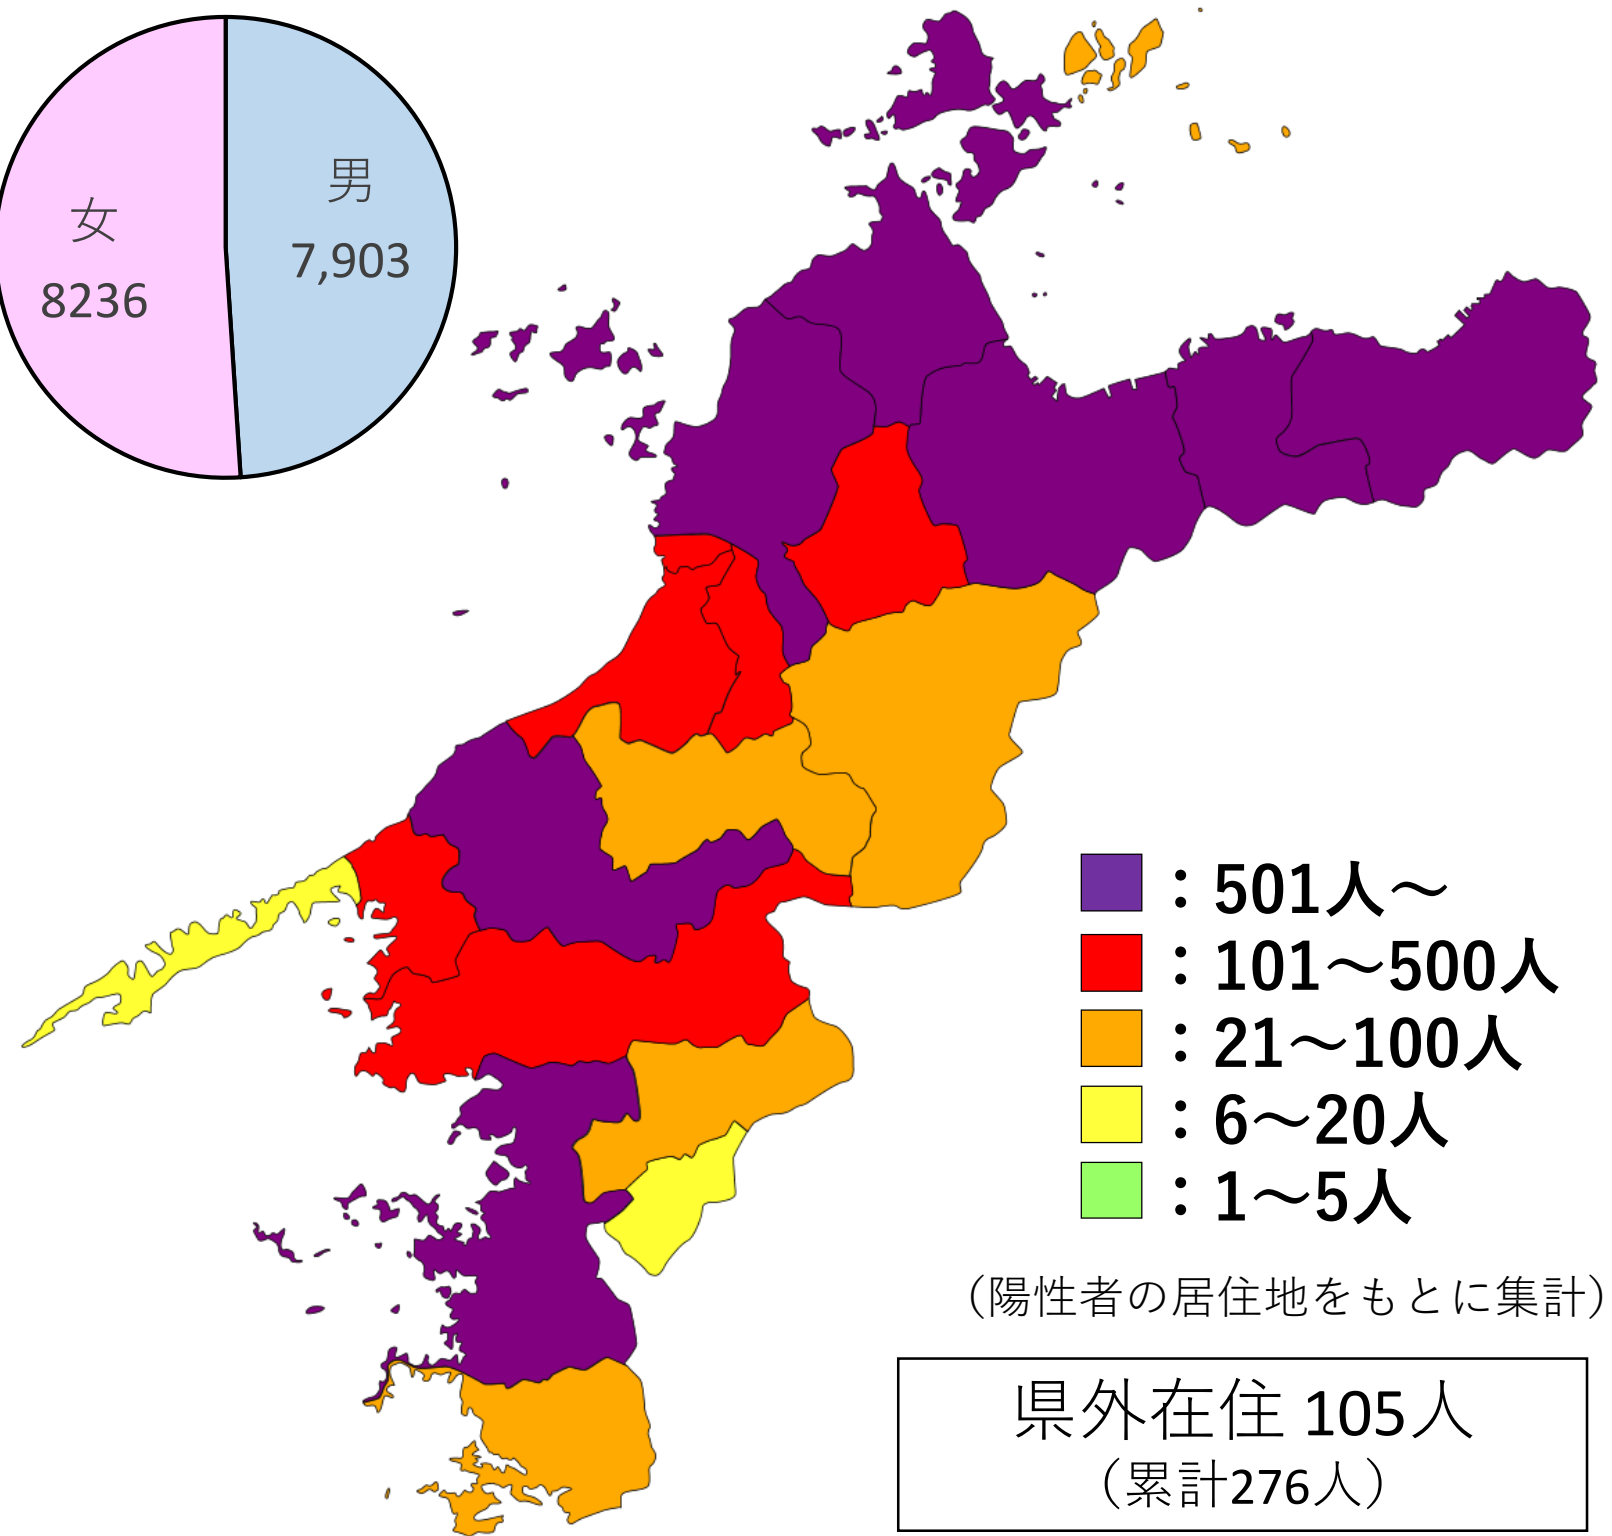 女
8236
男
7,903
：501人～
：101～500人
：21～100人
：6～20人
：1～5人
（陽性者の居住地をもとに集計）
県外在住 105人
（累計276人）